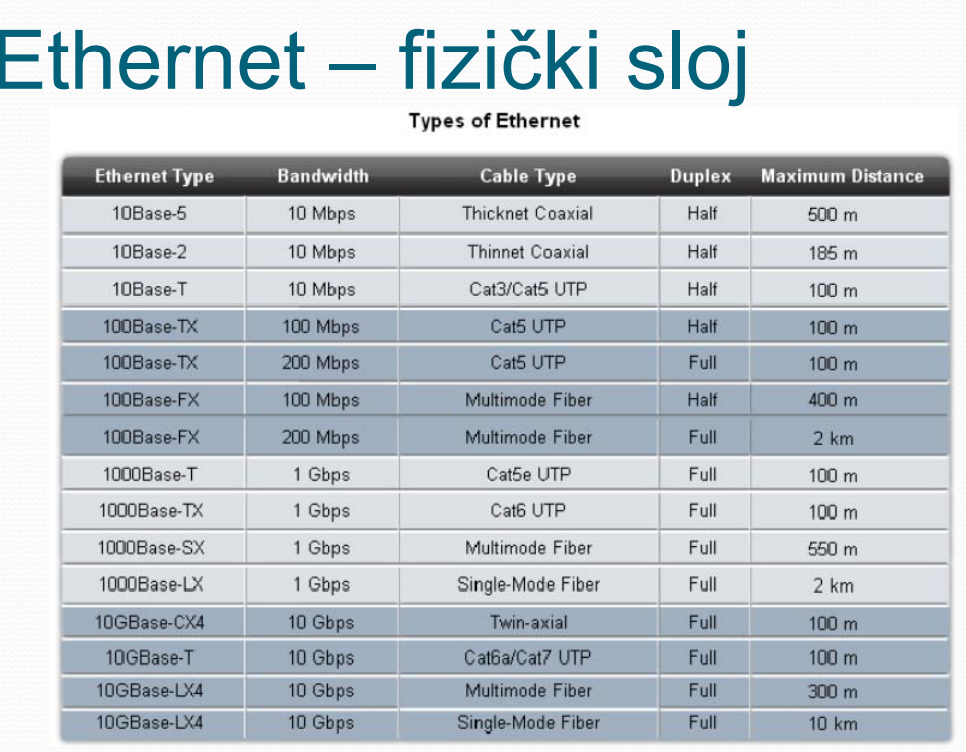 Ethernet – fizički sloj
Types of Ethernet
Ethernet Type Bandwidth Cable Type Duplex Maximum Distance
10Base-5 10 Mbps Thicknet Coaxial Half 500 m
10Base-2 10 Mbps Thinnet Coaxial Half 185 m
10Base-T 10 Mbps Cat3/Cat5 UTP Half 100 m
100Base-TX 100 Mbps Cat5 UTP Half 100 m
100Base-TX 200 Mbps Cat5 UTP Full 100 m
100Base-FX 100 Mbps Multimode Fiber Half 400 m
100Base-FX 200 Mbps Multimode Fiber Full 2 km
1000Base-T 1 Gbps Cat5e UTP Full 100 m
1000Base-TX 1 Gbps Cat6 UTP Full 100 m
1000Base-SX 1 Gbps Multimode Fiber Full 550 m
1000Base-LX 1 Gbps Single-Mode Fiber Full 2 km
10GBase-CX4 10 Gbps Twin-axial Full 100 m
10GBase-T 10 Gbps Cat6a/Cat7 UTP Full 100 m
10GBase-LX4 10 Gbps Multimode Fiber Full 300 m
10GBase-LX4 10 Gbps Single-Mode Fiber Full 10 km